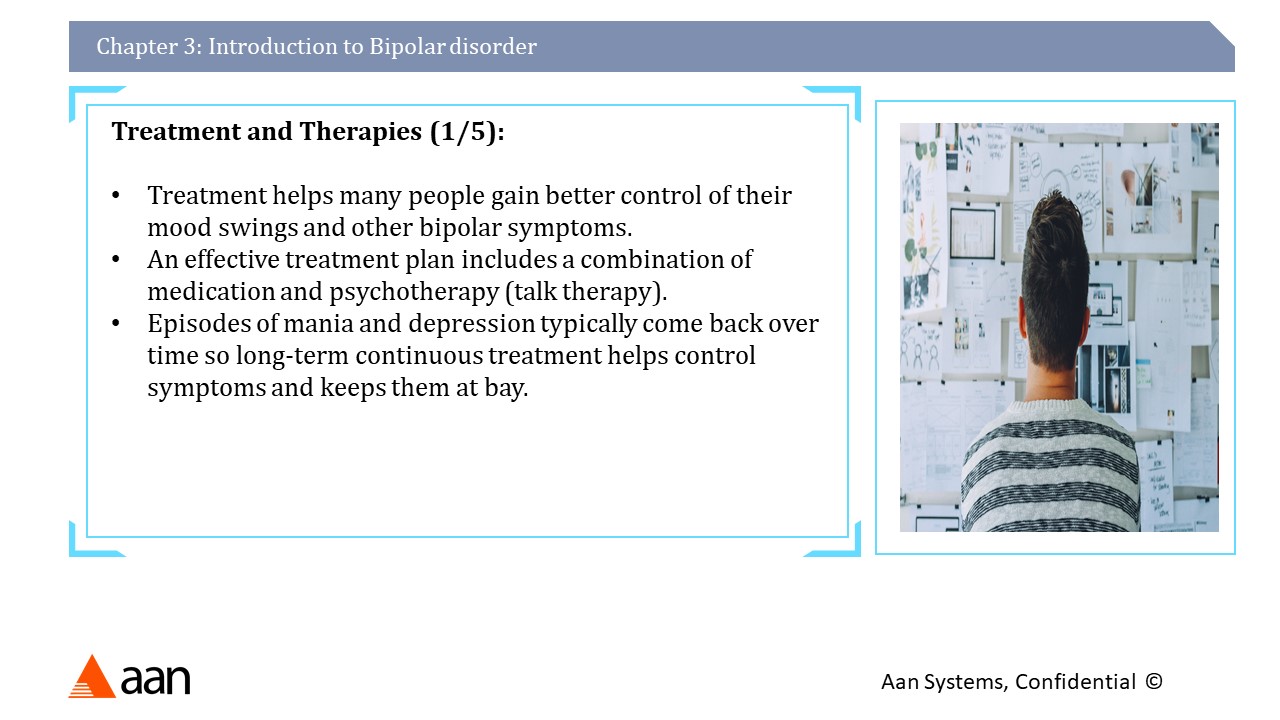 Chapter 3: Introduction to Bipolar disorder
Treatment and Therapies (1/5):
• Treatment helps many people gain better control of their
mood swings and other bipolar symptoms.
• An effective treatment plan includes a combination of
medication and psychotherapy (talk therapy).
• Episodes of mania and depression typically come back over
time so long-term continuous treatment helps control
symptoms and keeps them at bay.
aan
Aan Systems, Confidential ©